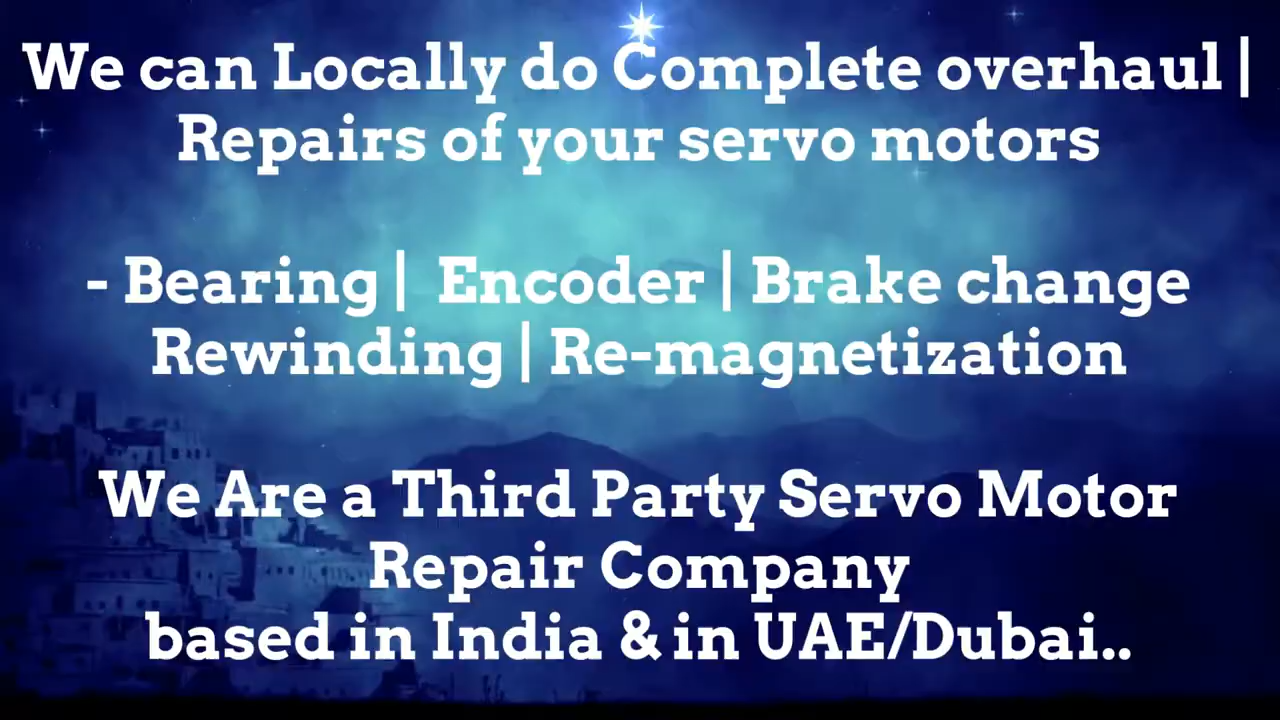 We can Locally do Complete overhaul |
Repairs of your servo motors
- Bearing | Encoder | Brake change
Rewinding | Re-magnetization
We Are a Third Party Servo Motor
Repair Company
based in India & in UAE/Dubai..